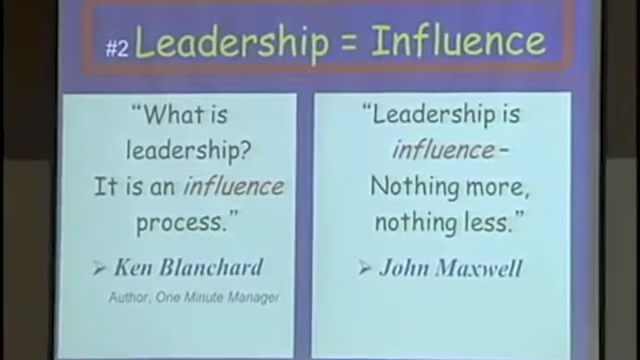 #2 Leadership = Influence
"What is
leadership?
It is an influence
process."
➢ Ken Blanchard
Author, One Minute Manager
"Leadership is
influence –
Nothing more,
nothing less."
➢ John Maxwell